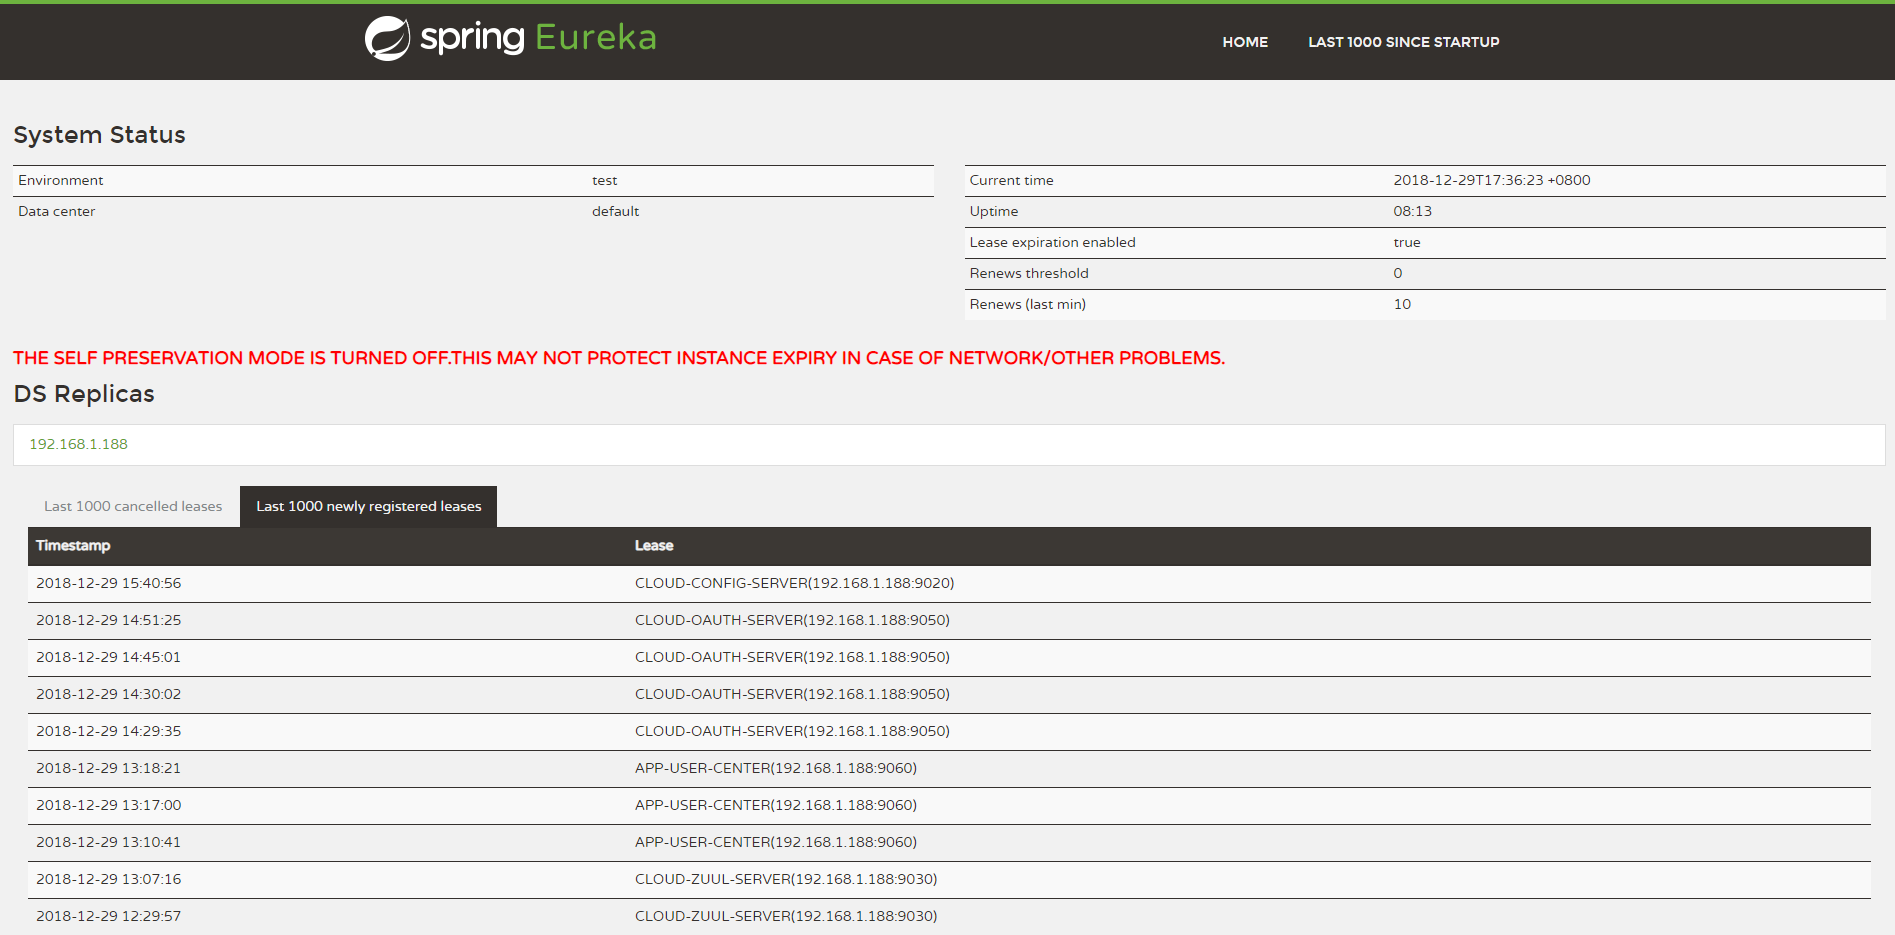 spring Eureka
HOME LAST 1000 SINCE STARTUP
System Status
Environment test
Data center default
Current time 2018-12-29T17:36:23 +0800
Uptime 08:13
Lease expiration enabled true
Renews threshold 0
Renews (last min) 10
THE SELF PRESERVATION MODE IS TURNED OFF.THIS MAY NOT PROTECT INSTANCE EXPIRY IN CASE OF NETWORK/OTHER PROBLEMS.
DS Replicas
192.168.1.188
Last 1000 cancelled leases Last 1000 newly registered leases
Timestamp Lease
2018-12-29 15:40:56 CLOUD-CONFIG-SERVER(192.168.1.188:9020)
2018-12-29 14:51:25 CLOUD-OAUTH-SERVER(192.168.1.188:9050)
2018-12-29 14:45:01 CLOUD-OAUTH-SERVER(192.168.1.188:9050)
2018-12-29 14:30:02 CLOUD-OAUTH-SERVER(192.168.1.188:9050)
2018-12-29 14:29:35 CLOUD-OAUTH-SERVER(192.168.1.188:9050)
2018-12-29 13:18:21 APP-USER-CENTER(192.168.1.188:9060)
2018-12-29 13:17:00 APP-USER-CENTER(192.168.1.188:9060)
2018-12-29 13:10:41 APP-USER-CENTER(192.168.1.188:9060)
2018-12-29 13:07:16 CLOUD-ZUUL-SERVER(192.168.1.188:9030)
2018-12-29 12:29:57 CLOUD-ZUUL-SERVER(192.168.1.188:9030)